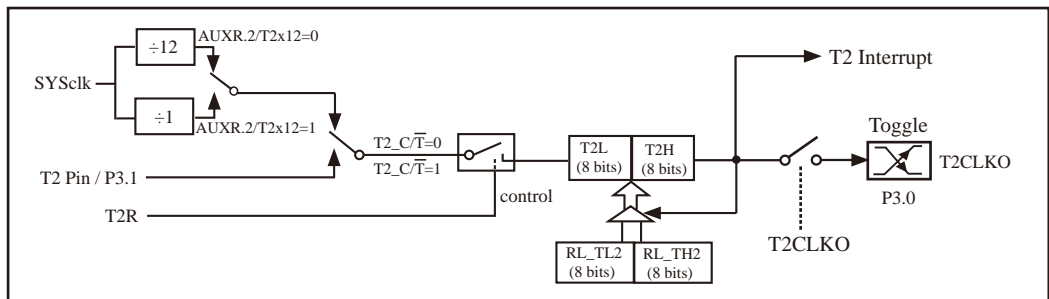 ÷12
AUXR.2/T2x12=0
SYSclk
÷1
AUXR.2/T2x12=1
T2 Pin / P3.1
T2_C/T̅=0
T2_C/T̅=1
T2R
control
T2L
(8 bits)
T2H
(8 bits)
RL_TL2
(8 bits)
RL_TH2
(8 bits)
T2 Interrupt
Toggle
T2CLKO
P3.0
T2CLKO